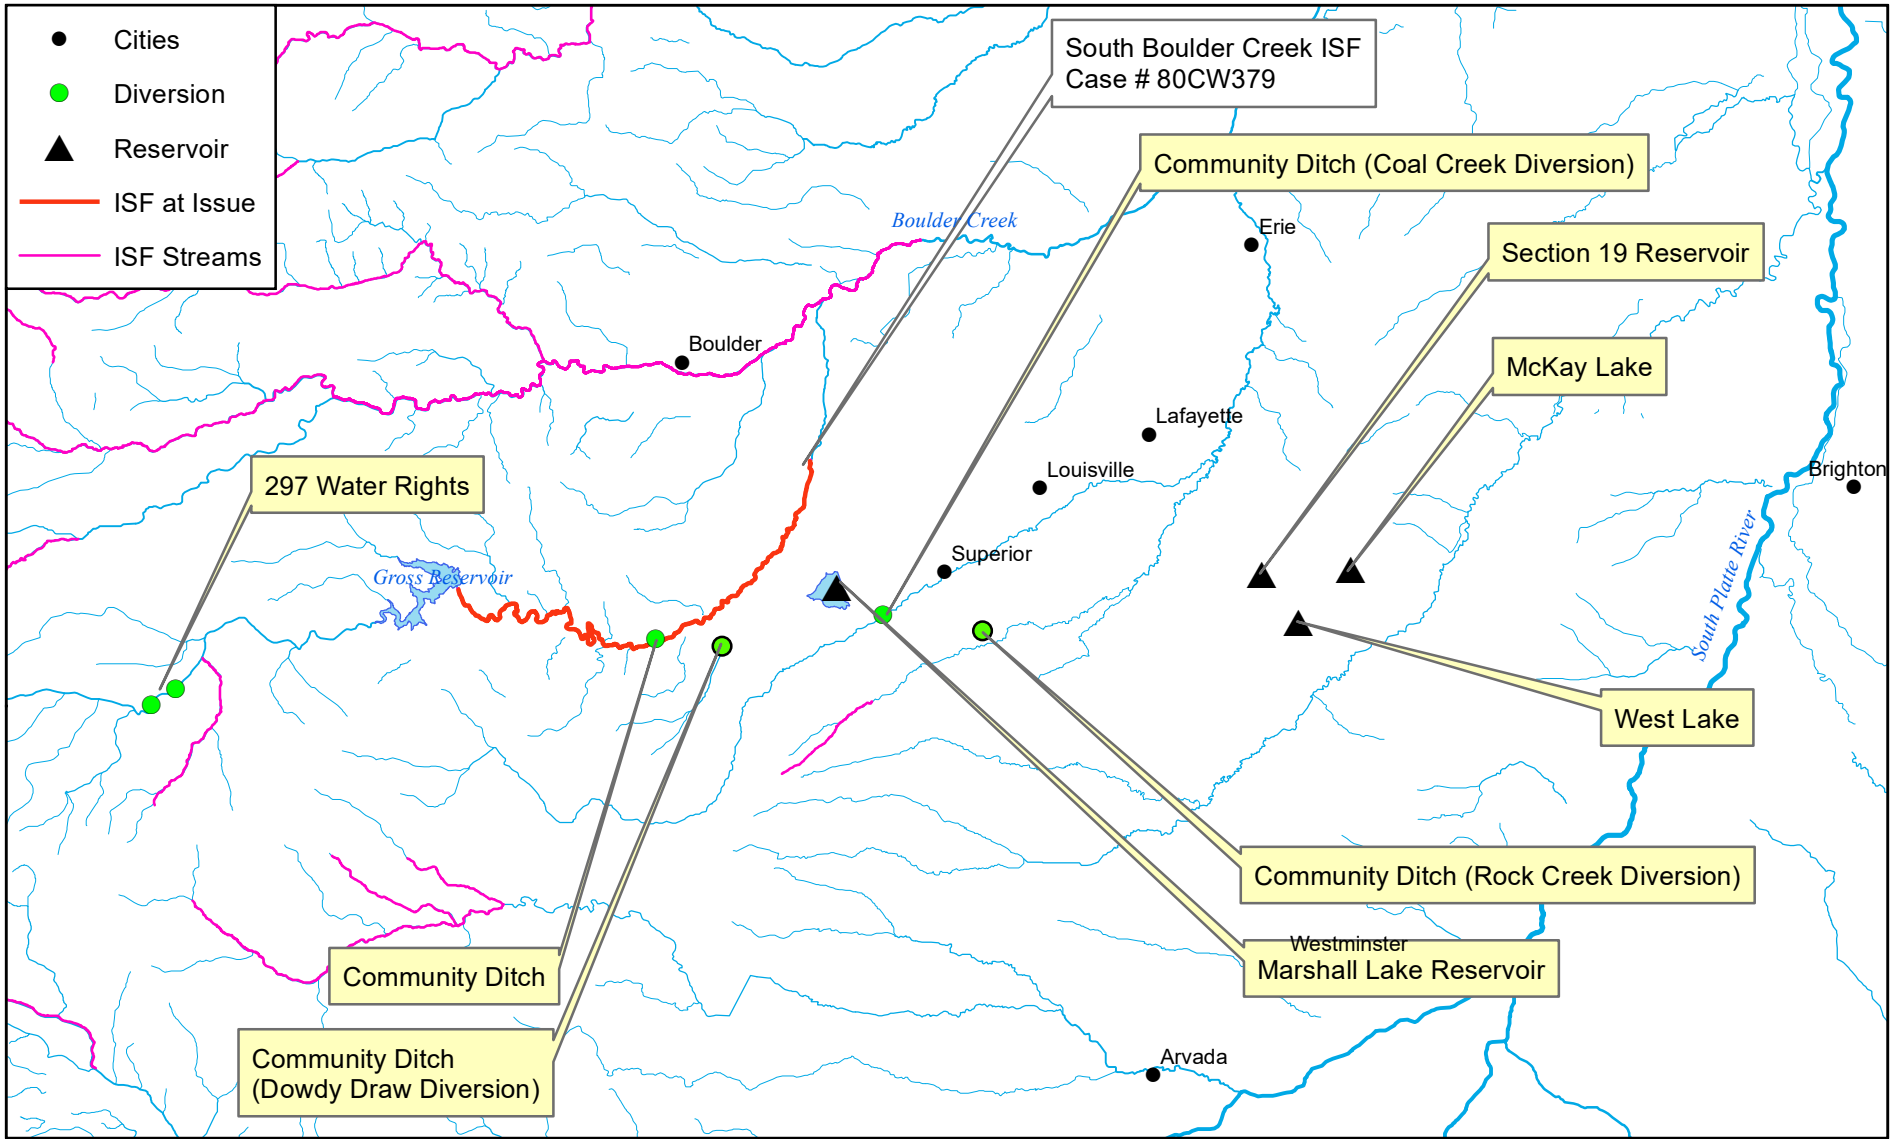 Cities
Diversion
Reservoir
ISF at Issue
ISF Streams
South Boulder Creek ISF
Case # 80CW379
Community Ditch (Coal Creek Diversion)
Boulder Creek
Erie
Section 19 Reservoir
Boulder
McKay Lake
Lafayette
Louisville
Brighton
297 Water Rights
Superior
Gross Reservoir
South Platte River
West Lake
Community Ditch (Rock Creek Diversion)
Westminster
Marshall Lake Reservoir
Community Ditch
Community Ditch
(Dowdy Draw Diversion)
Arvada